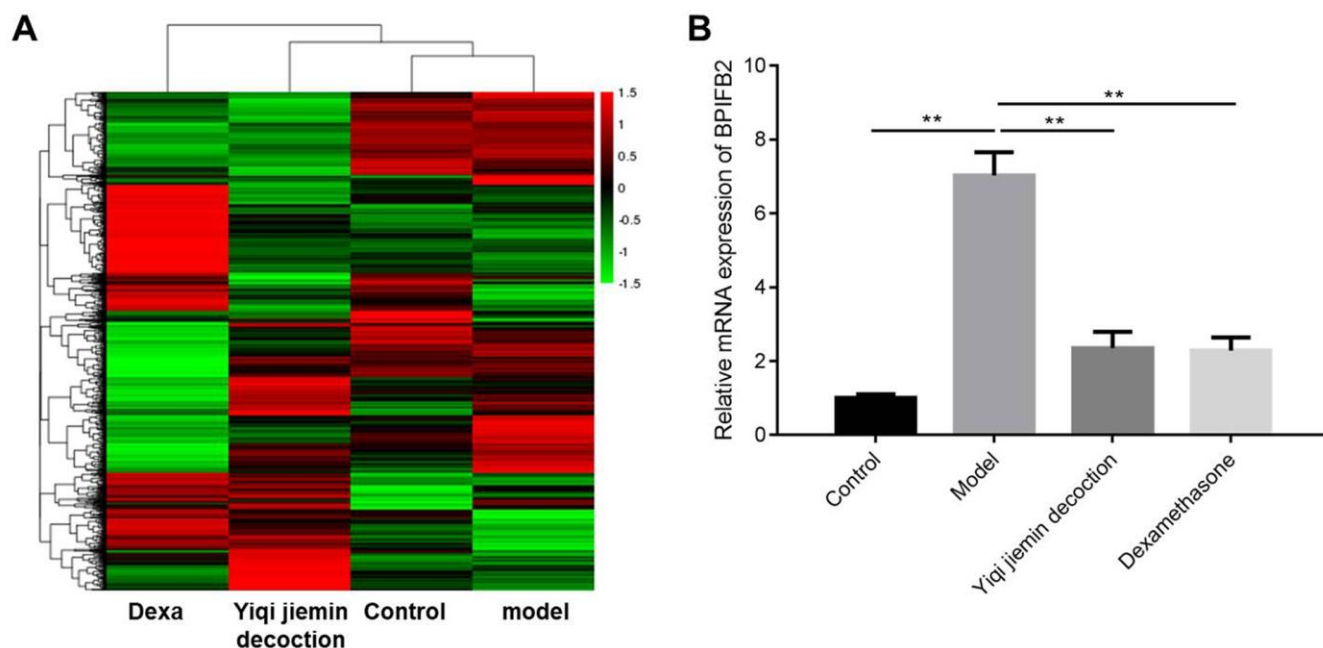 A
1.5
1
0.5
0
-0.5
-1
-1.5
Dexa
Yiqi jiemin
decoction
Control
model
B
Relative mRNA expression of BPIFB2
10
8
6
4
2
0
**
**
**
Control
Model
Yiqi jiemin decoction
Dexamethasone